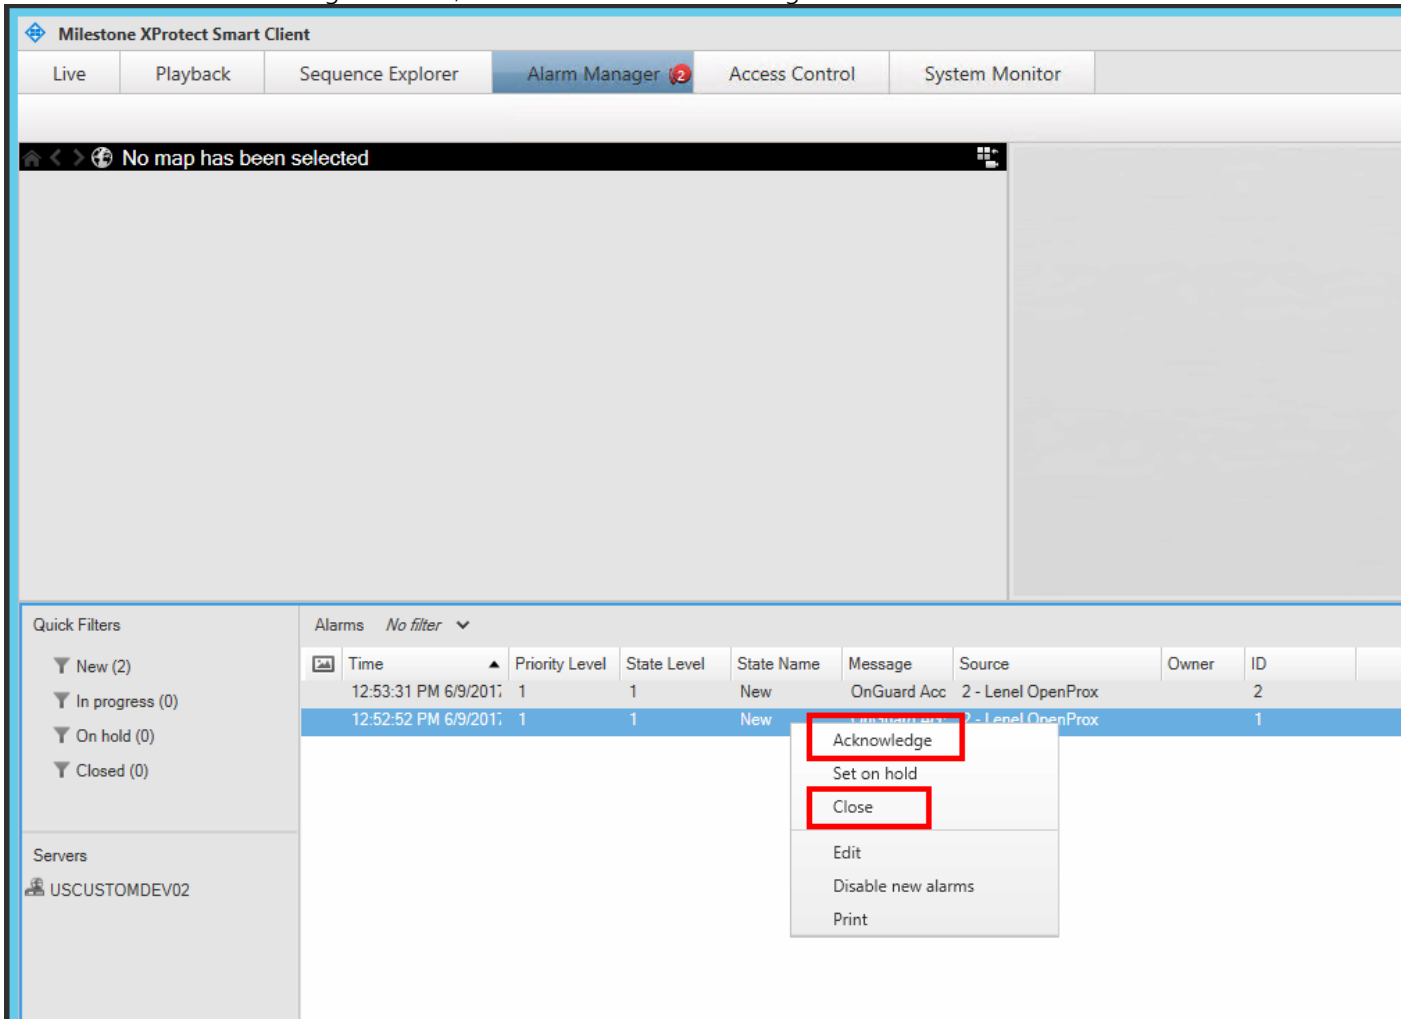 Milestone XProtect Smart Client
Live Playback Sequence Explorer Alarm Manager 2 Access Control System Monitor
No map has been selected
Quick Filters
New (2)
In progress (0)
On hold (0)
Closed (0)
Servers
USCUSTOMDEV02
Alarms No filter
Time Priority Level State Level State Name Message Source Owner ID
12:53:31 PM 6/9/2017 1 1 New OnGuard Acc 2 - Lenel OpenProx 2
12:52:52 PM 6/9/2017 1 1 New OnGuard Acc 2 - Lenel OpenProx 1
Acknowledge
Set on hold
Close
Edit
Disable new alarms
Print